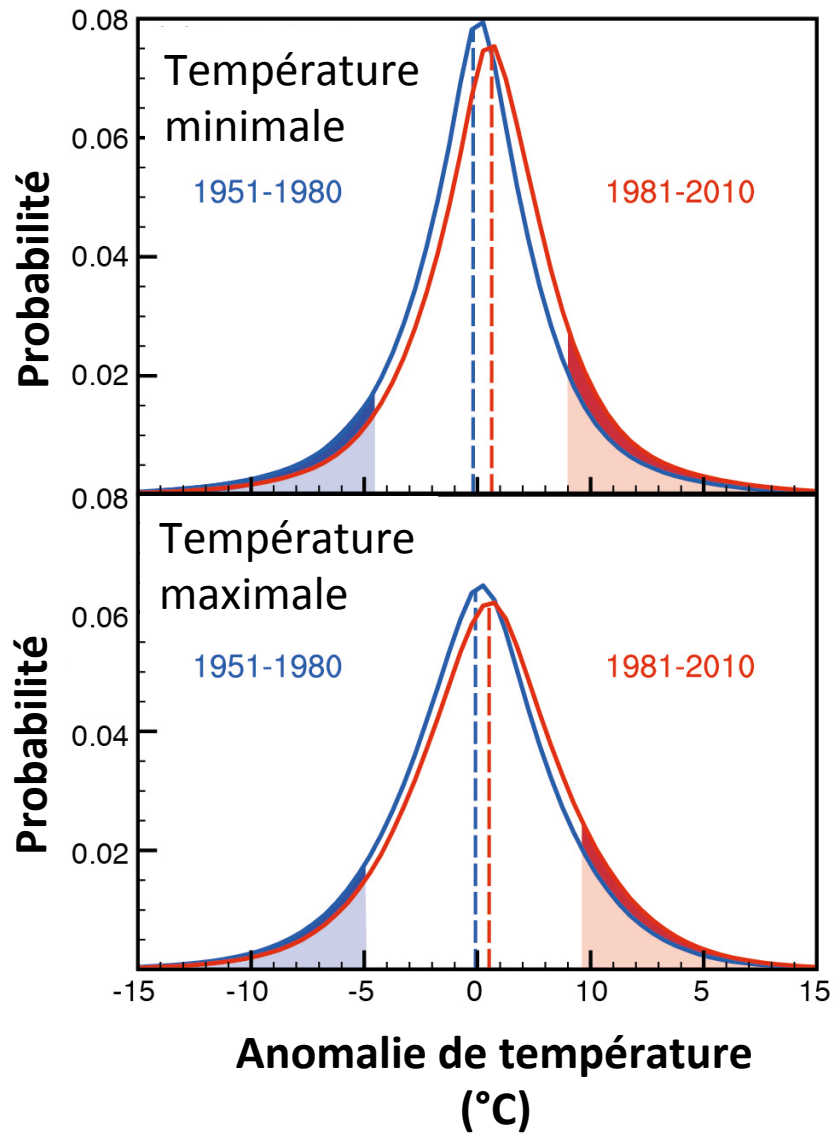 0.08
Température
minimale
0.06
1951-1980
1981-2010
Probabilité
0.04
0.02
0.08
Température
maximale
0.06
1951-1980
1981-2010
Probabilité
0.04
0.02
-15 -10 -5 0 10 5 15
Anomalie de température
(°C)